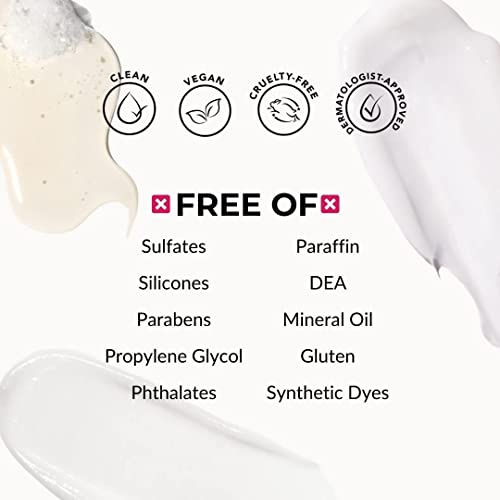 CLEAN
VEGAN
CRUELTY-FREE
DERMATOLOGIST-APPROVED
FREE OF
Sulfates
Paraffin
Silicones
DEA
Parabens
Mineral Oil
Propylene Glycol
Gluten
Phthalates
Synthetic Dyes